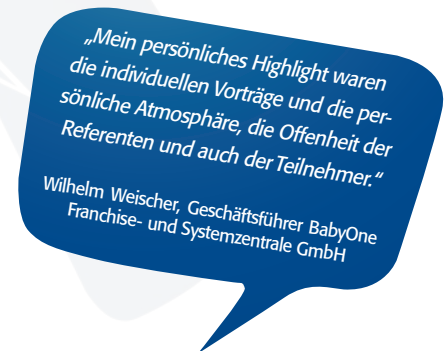 „Mein persönliches Highlight waren
die individuellen Vorträge und die per-
sönliche Atmosphäre, die Offenheit der
Referenten und auch der Teilnehmer.“
Wilhelm Weischer, Geschäftsführer BabyOne
Franchise- und Systemzentrale GmbH